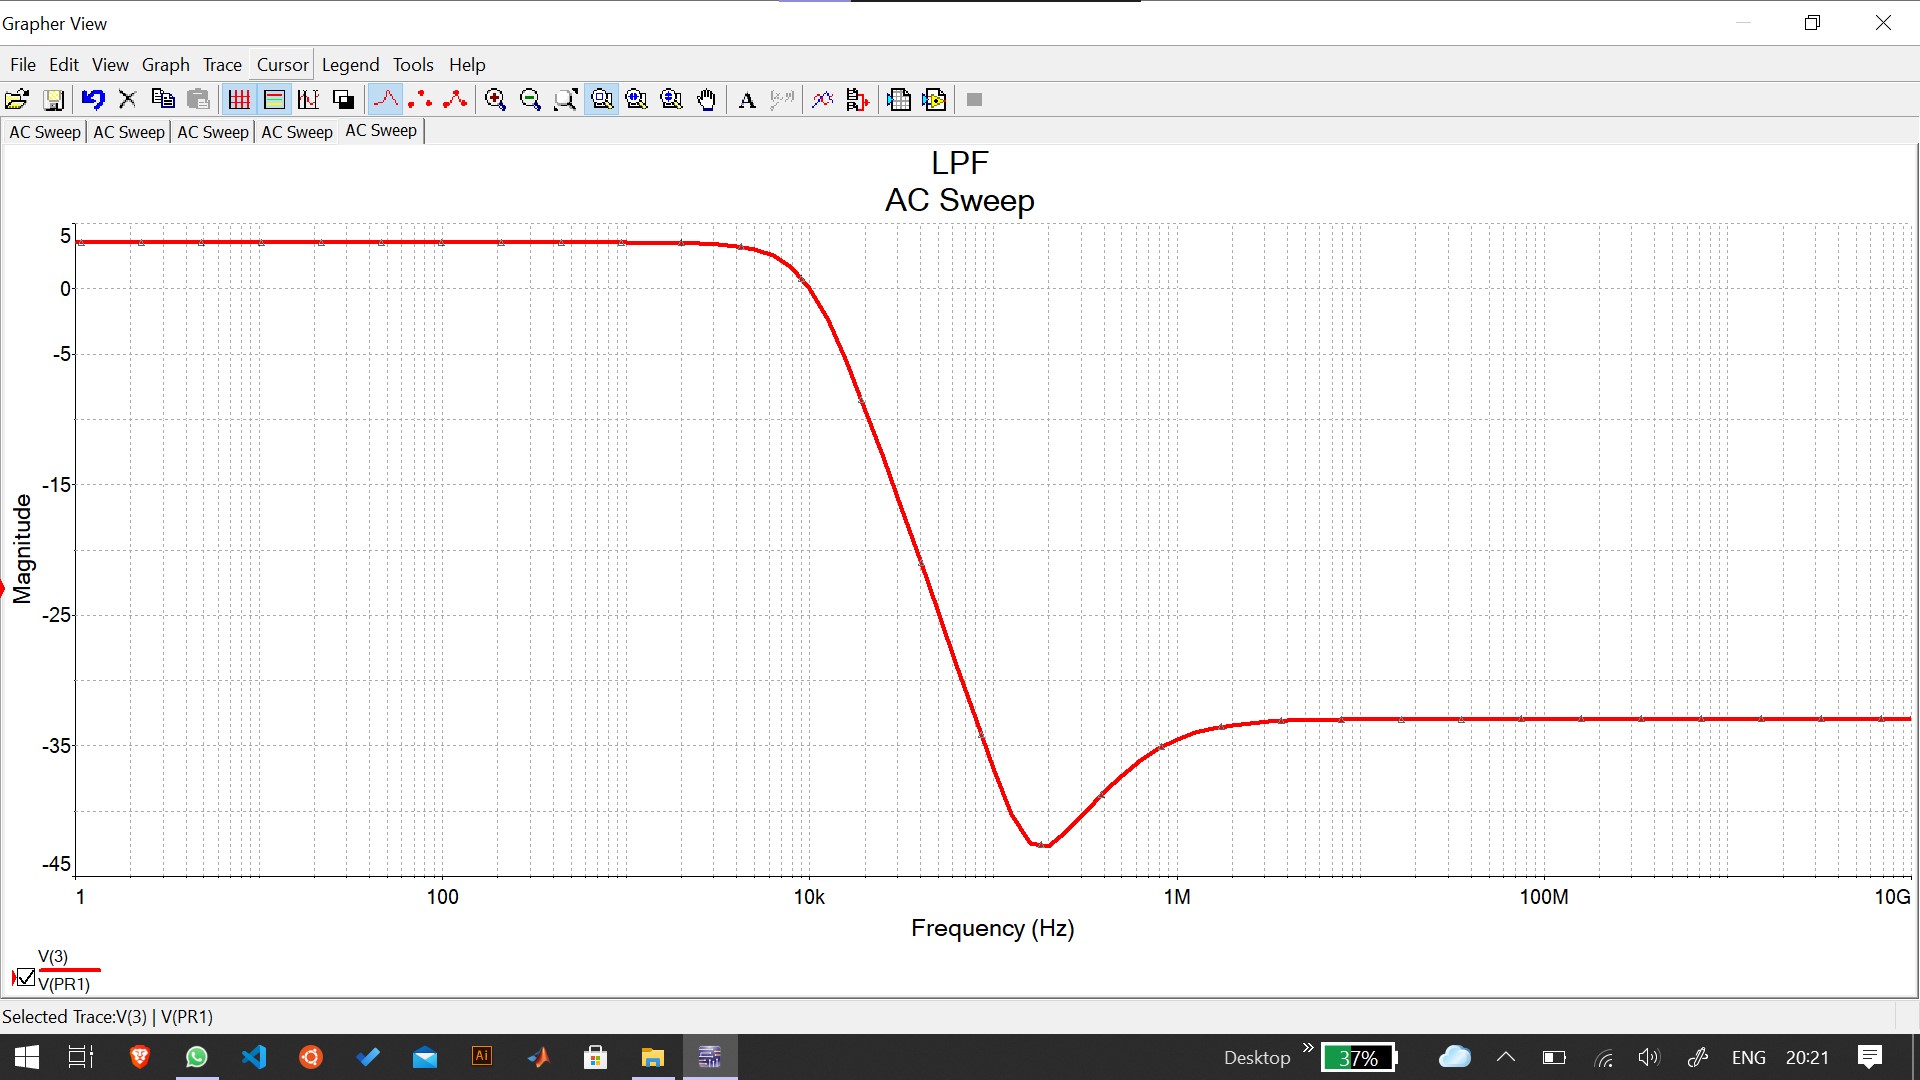 Grapher View
File Edit View Graph Trace Cursor Legend Tools Help
A
AC Sweep AC Sweep AC Sweep AC Sweep AC Sweep
LPF
AC Sweep
5
0
-5
-15
-25
-35
-45
Magnitude
1 100 10k 1M 100M 10G
Frequency (Hz)
V(3)
V(PR1)
Selected Trace:V(3) | V(PR1)
Ai Desktop » 37% ENG 20:21